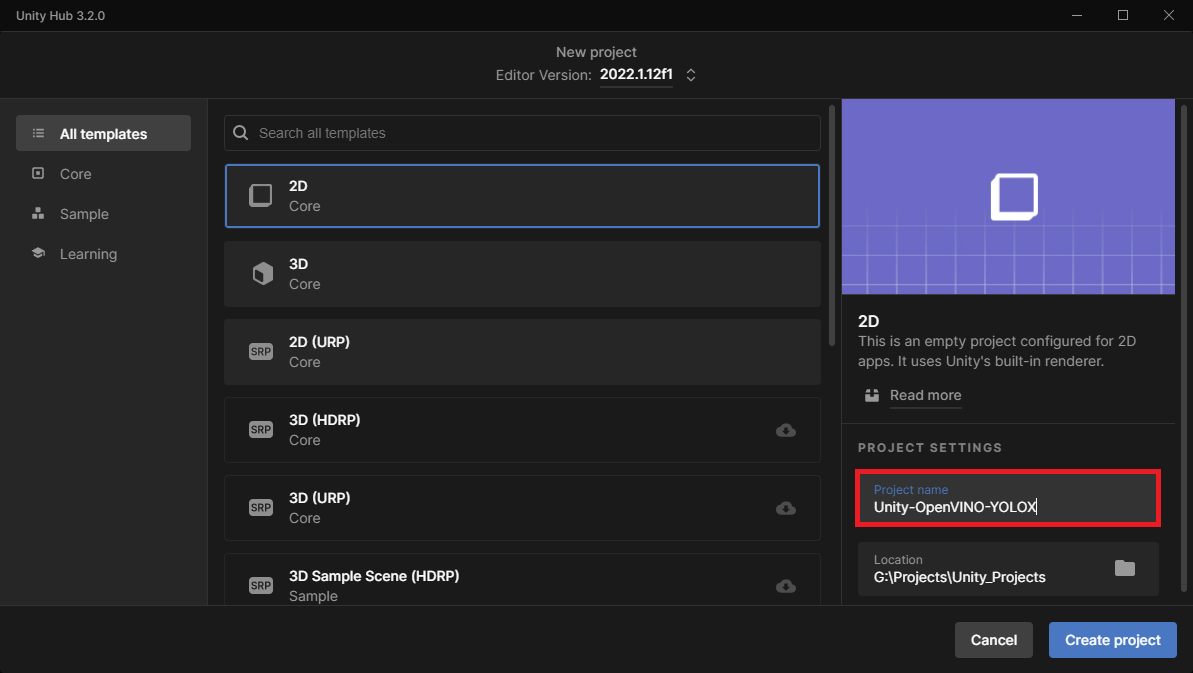 Unity Hub 3.2.0
New project
Editor Version: 2022.1.12f1
All templates
Core
Sample
Learning
Search all templates
2D
Core
3D
Core
SRP
2D (URP)
Core
SRP
3D (HDRP)
Core
SRP
3D (URP)
Core
SRP
3D Sample Scene (HDRP)
Sample
2D
This is an empty project configured for 2D
apps. It uses Unity's built-in renderer.
Read more
PROJECT SETTINGS
Project name
Unity-OpenVINO-YOLOX
Location
G:\Projects\Unity_Projects
Cancel
Create project